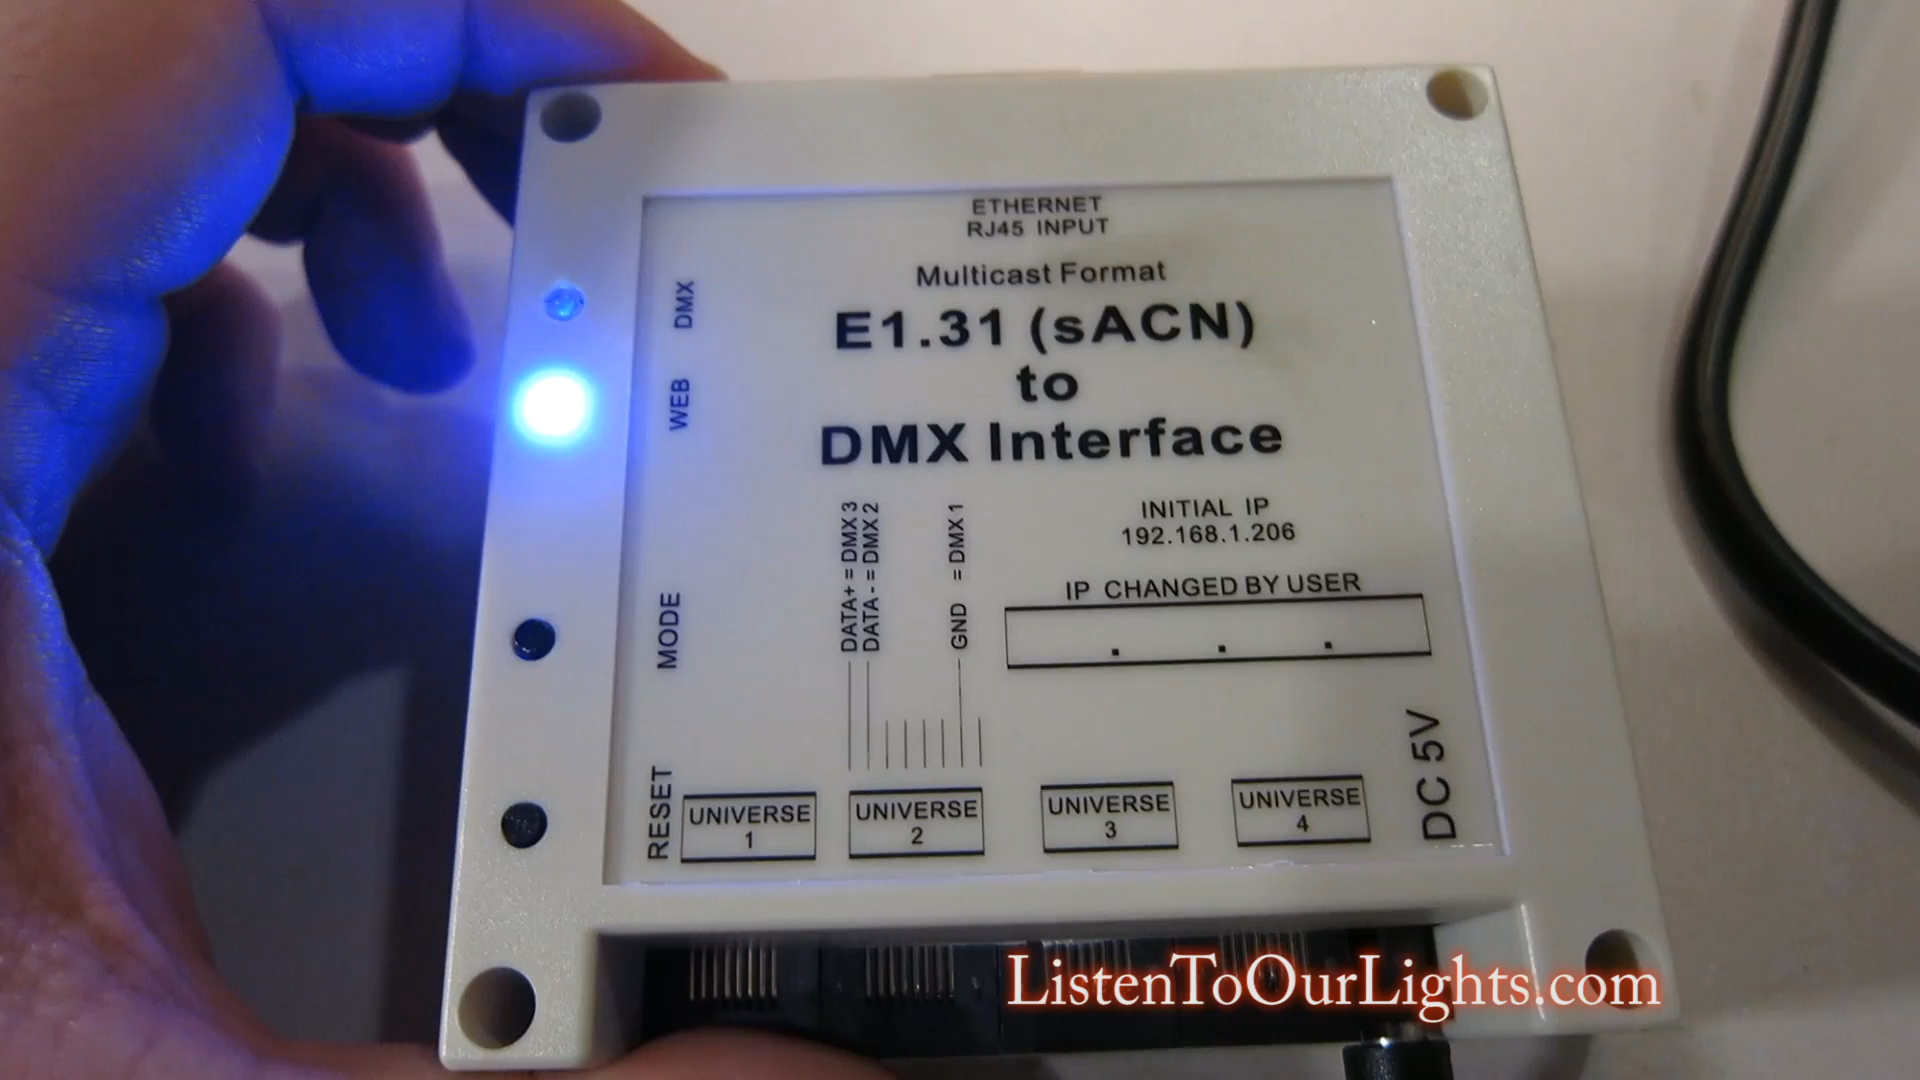 ETHERNET
RJ45 INPUT
Multicast Format
E1.31 (sACN)
to
DMX Interface
DMX
WEB
MODE
RESET
DATA+ = DMX 3
DATA - = DMX 2
GND = DMX 1
INITIAL IP
192.168.1.206
IP CHANGED BY USER
. . .
UNIVERSE
1
UNIVERSE
2
UNIVERSE
3
UNIVERSE
4
DC 5V
ListenToOurLights.com